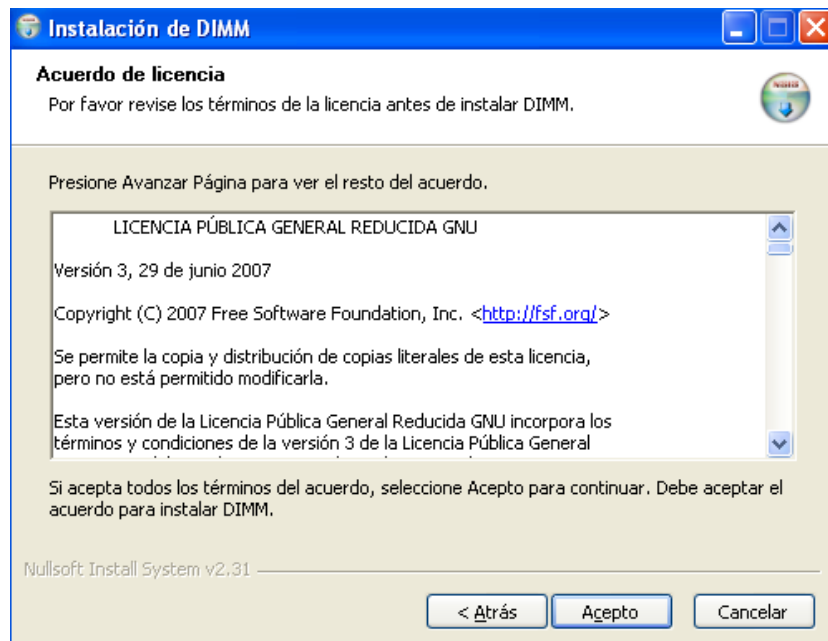 Instalación de DIMM
Acuerdo de licencia
Por favor revise los términos de la licencia antes de instalar DIMM.
Presione Avanzar Página para ver el resto del acuerdo.
LICENCIA PÚBLICA GENERAL REDUCIDA GNU
Versión 3, 29 de junio 2007
Copyright (C) 2007 Free Software Foundation, Inc. <http://fsf.org/>
Se permite la copia y distribución de copias literales de esta licencia,
pero no está permitido modificarla.
Esta versión de la Licencia Pública General Reducida GNU incorpora los
términos y condiciones de la versión 3 de la Licencia Pública General
Si acepta todos los términos del acuerdo, seleccione Acepto para continuar. Debe aceptar el
acuerdo para instalar DIMM.
Nullsoft Install System v2.31
< Atrás
Acepto
Cancelar